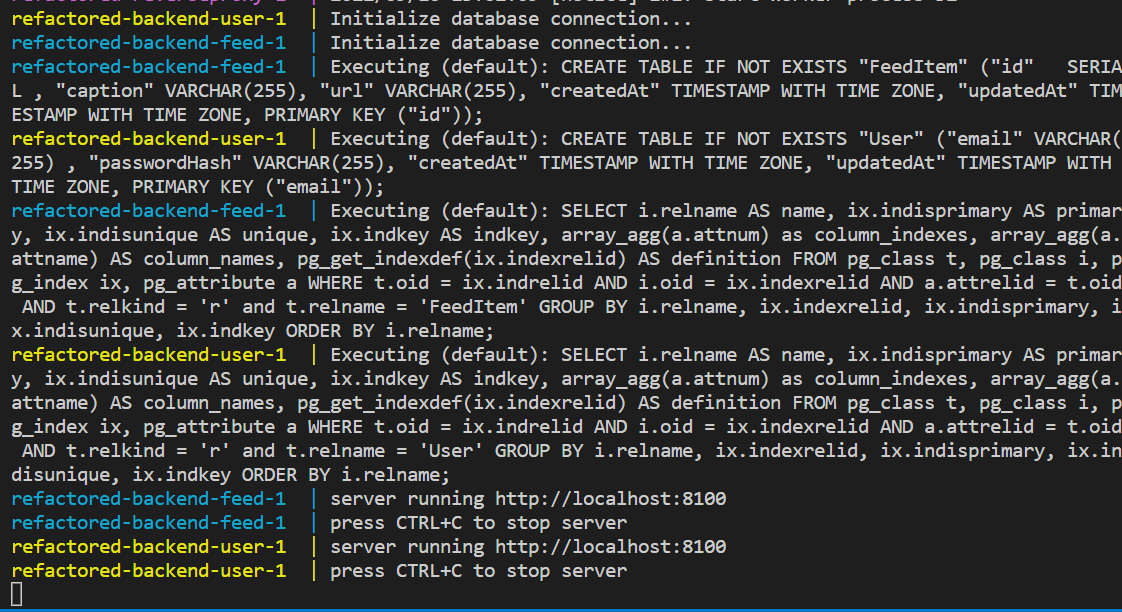 refactored-backend-user-1  | Initialize database connection...
refactored-backend-feed-1  | Initialize database connection...
refactored-backend-feed-1  | Executing (default): CREATE TABLE IF NOT EXISTS "FeedItem" ("id"   SERIA
L , "caption" VARCHAR(255), "url" VARCHAR(255), "createdAt" TIMESTAMP WITH TIME ZONE, "updatedAt" TIM
ESTAMP WITH TIME ZONE, PRIMARY KEY ("id"));
refactored-backend-user-1  | Executing (default): CREATE TABLE IF NOT EXISTS "User" ("email" VARCHAR(
255) , "passwordHash" VARCHAR(255), "createdAt" TIMESTAMP WITH TIME ZONE, "updatedAt" TIMESTAMP WITH
TIME ZONE, PRIMARY KEY ("email"));
refactored-backend-feed-1  | Executing (default): SELECT i.relname AS name, ix.indisprimary AS primar
y, ix.indisunique AS unique, ix.indkey AS indkey, array_agg(a.attnum) as column_indexes, array_agg(a.
attname) AS column_names, pg_get_indexdef(ix.indexrelid) AS definition FROM pg_class t, pg_class i, p
g_index ix, pg_attribute a WHERE t.oid = ix.indrelid AND i.oid = ix.indexrelid AND a.attrelid = t.oid
 AND t.relkind = 'r' and t.relname = 'FeedItem' GROUP BY i.relname, ix.indexrelid, ix.indisprimary, i
x.indisunique, ix.indkey ORDER BY i.relname;
refactored-backend-user-1  | Executing (default): SELECT i.relname AS name, ix.indisprimary AS primar
y, ix.indisunique AS unique, ix.indkey AS indkey, array_agg(a.attnum) as column_indexes, array_agg(a.
attname) AS column_names, pg_get_indexdef(ix.indexrelid) AS definition FROM pg_class t, pg_class i, p
g_index ix, pg_attribute a WHERE t.oid = ix.indrelid AND i.oid = ix.indexrelid AND a.attrelid = t.oid
 AND t.relkind = 'r' and t.relname = 'User' GROUP BY i.relname, ix.indexrelid, ix.indisprimary, ix.in
disunique, ix.indkey ORDER BY i.relname;
refactored-backend-feed-1  | server running http://localhost:8100
refactored-backend-feed-1  | press CTRL+C to stop server
refactored-backend-user-1  | server running http://localhost:8100
refactored-backend-user-1  | press CTRL+C to stop server